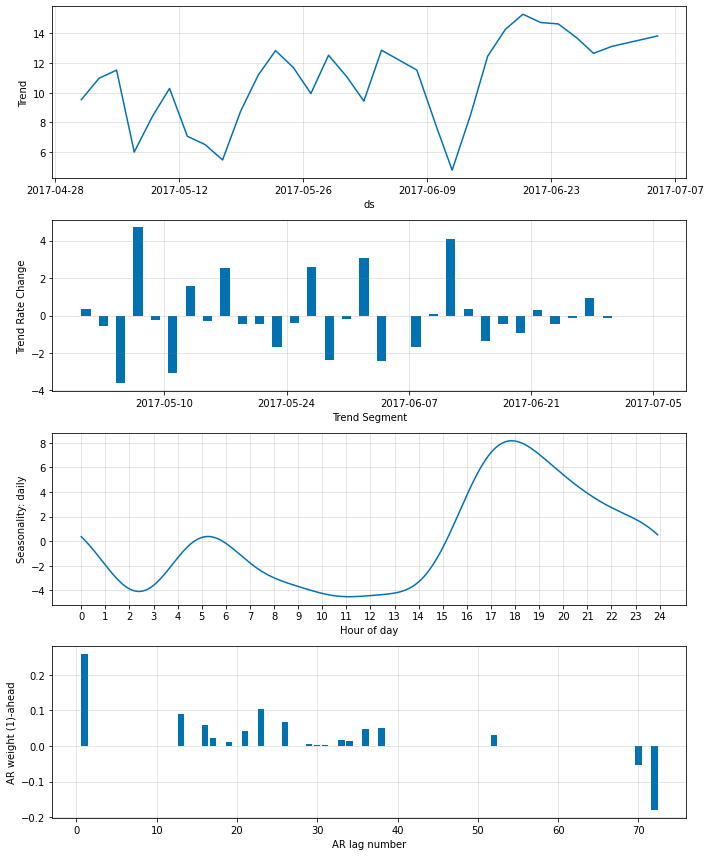 Trend
14
12
10
8
6
2017-04-28 2017-05-12 2017-05-26 2017-06-09 2017-06-23 2017-07-07
ds
Trend Rate Change
4
2
0
−2
−4
2017-05-10 2017-05-24 2017-06-07 2017-06-21 2017-07-05
Trend Segment
Seasonality: daily
8
6
4
2
0
−2
−4
0 1 2 3 4 5 6 7 8 9 10 11 12 13 14 15 16 17 18 19 20 21 22 23 24
Hour of day
AR weight (1)-ahead
0.2
0.1
0.0
−0.1
−0.2
0 10 20 30 40 50 60 70
AR lag number